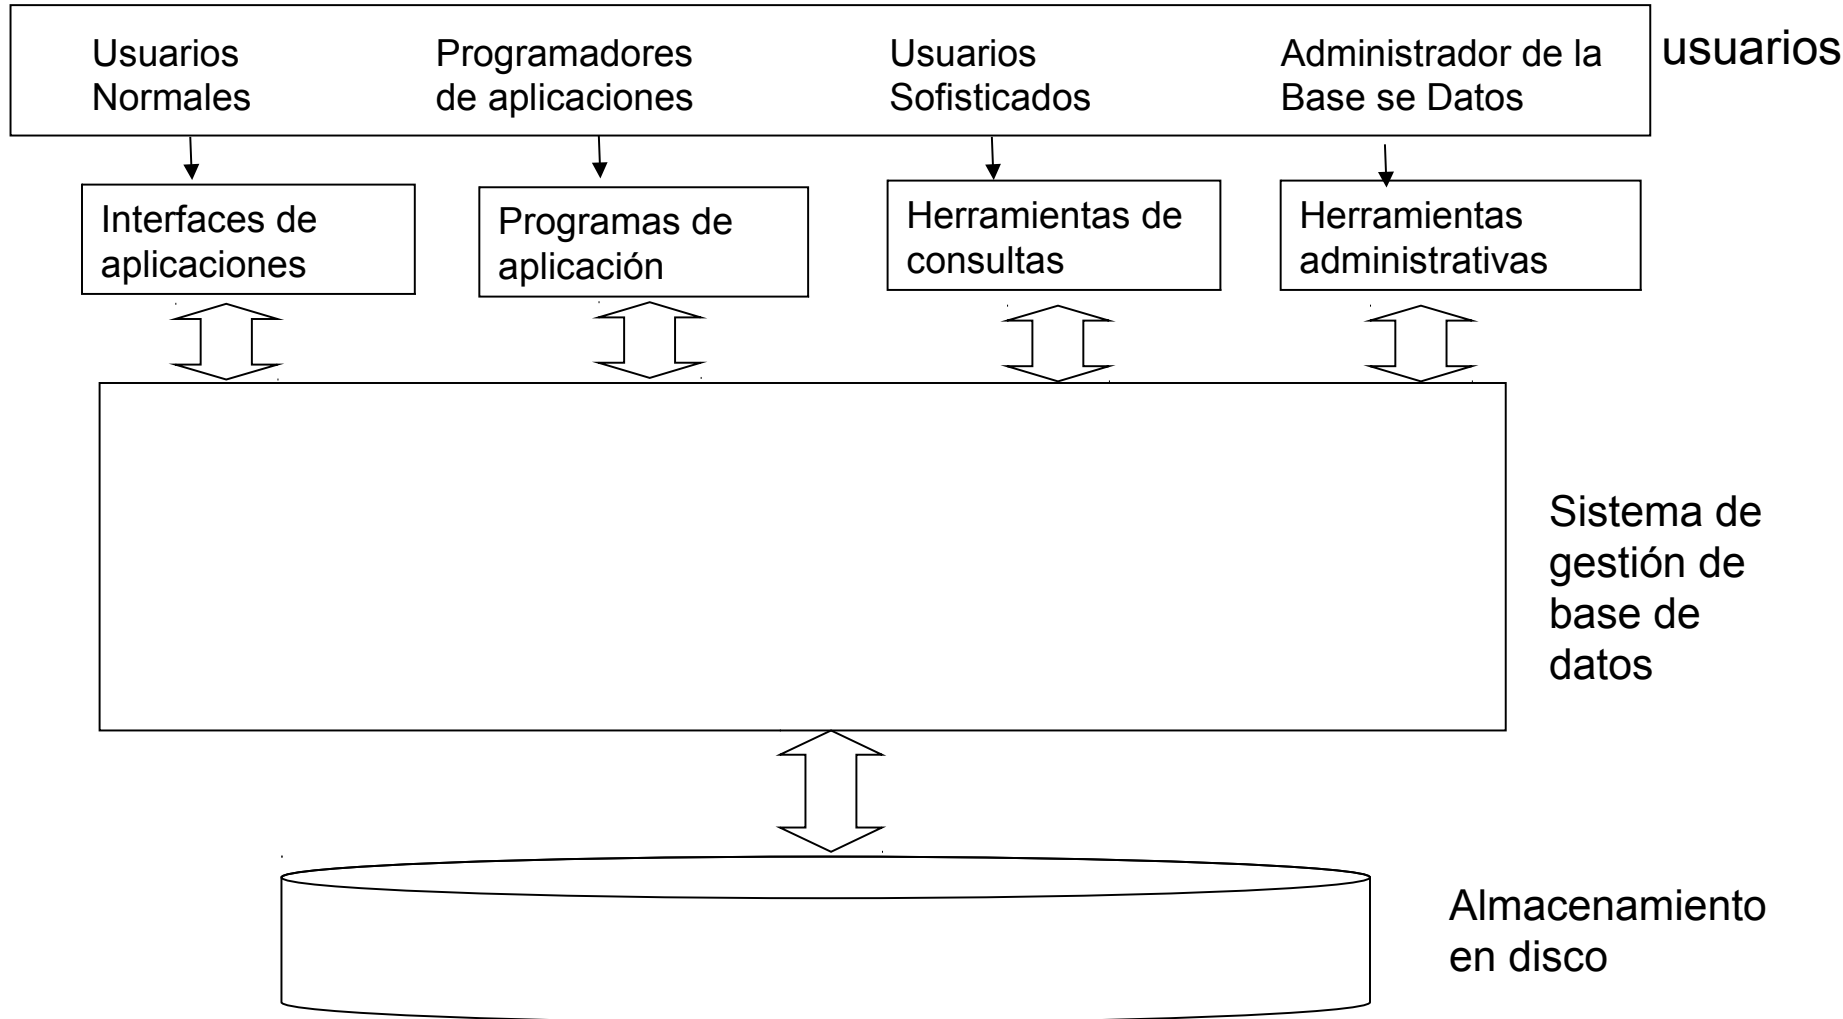 Usuarios
Normales
Programadores
de aplicaciones
Usuarios
Sofisticados
Administrador de la
Base se Datos
usuarios
Interfaces de
aplicaciones
Programas de
aplicación
Herramientas de
consultas
Herramientas
administrativas
Sistema de
gestión de
base de
datos
Almacenamiento
en disco